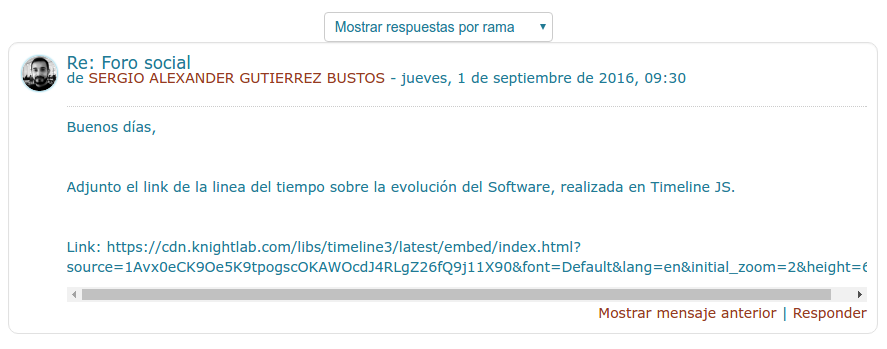 Mostrar respuestas por rama
Re: Foro social
de SERGIO ALEXANDER GUTIERREZ BUSTOS - jueves, 1 de septiembre de 2016, 09:30
Buenos días,
Adjunto el link de la linea del tiempo sobre la evolución del Software, realizada en Timeline JS.
Link: https://cdn.knightlab.com/libs/timeline3/latest/embed/index.html?
source=1Avx0eCK9Oe5K9tpogscOKAWOcdJ4RLgZ26fQ9j11X90&font=Default&lang=en&initial_zoom=2&height=6
Mostrar mensaje anterior | Responder